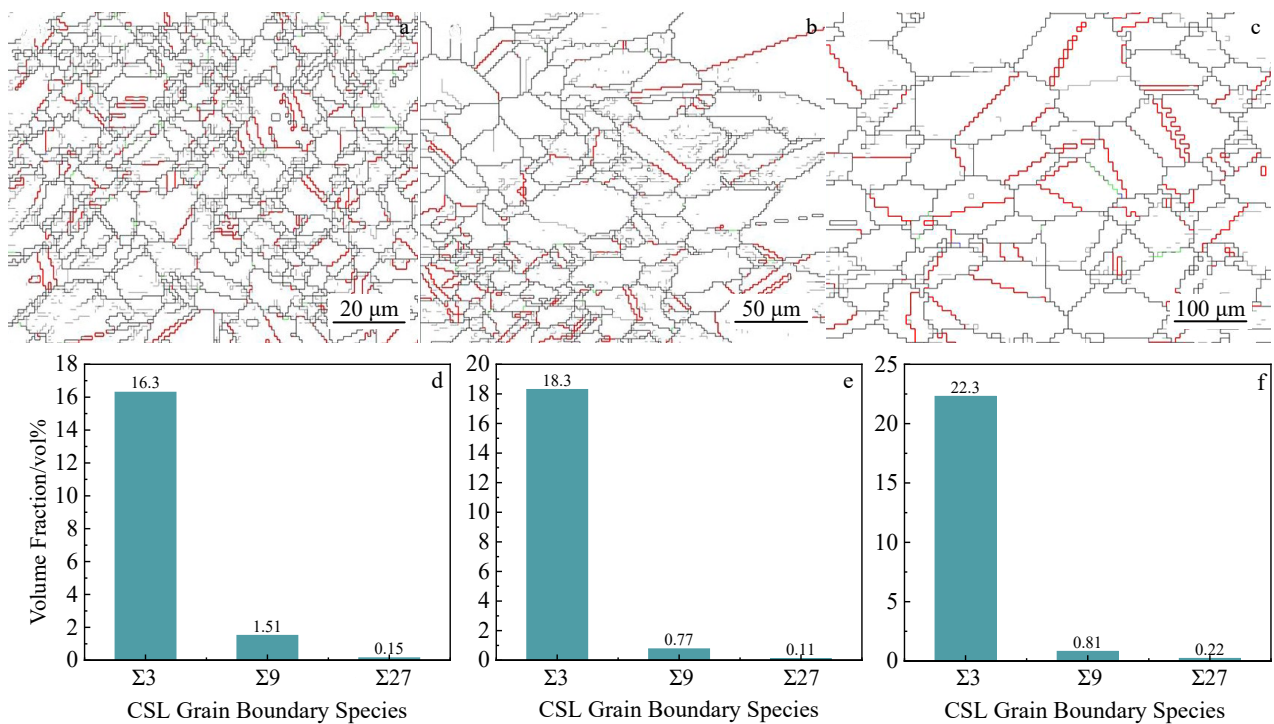 a
b
c
20 μm
50 μm
100 μm
Volume Fraction/vol%
18
16
14
12
10
8
6
4
2
0
16.3
1.51
0.15
d
Σ3
Σ9
Σ27
CSL Grain Boundary Species
20
18
16
14
12
10
8
6
4
2
0
18.3
0.77
0.11
e
Σ3
Σ9
Σ27
CSL Grain Boundary Species
25
20
15
10
5
0
22.3
0.81
0.22
f
Σ3
Σ9
Σ27
CSL Grain Boundary Species